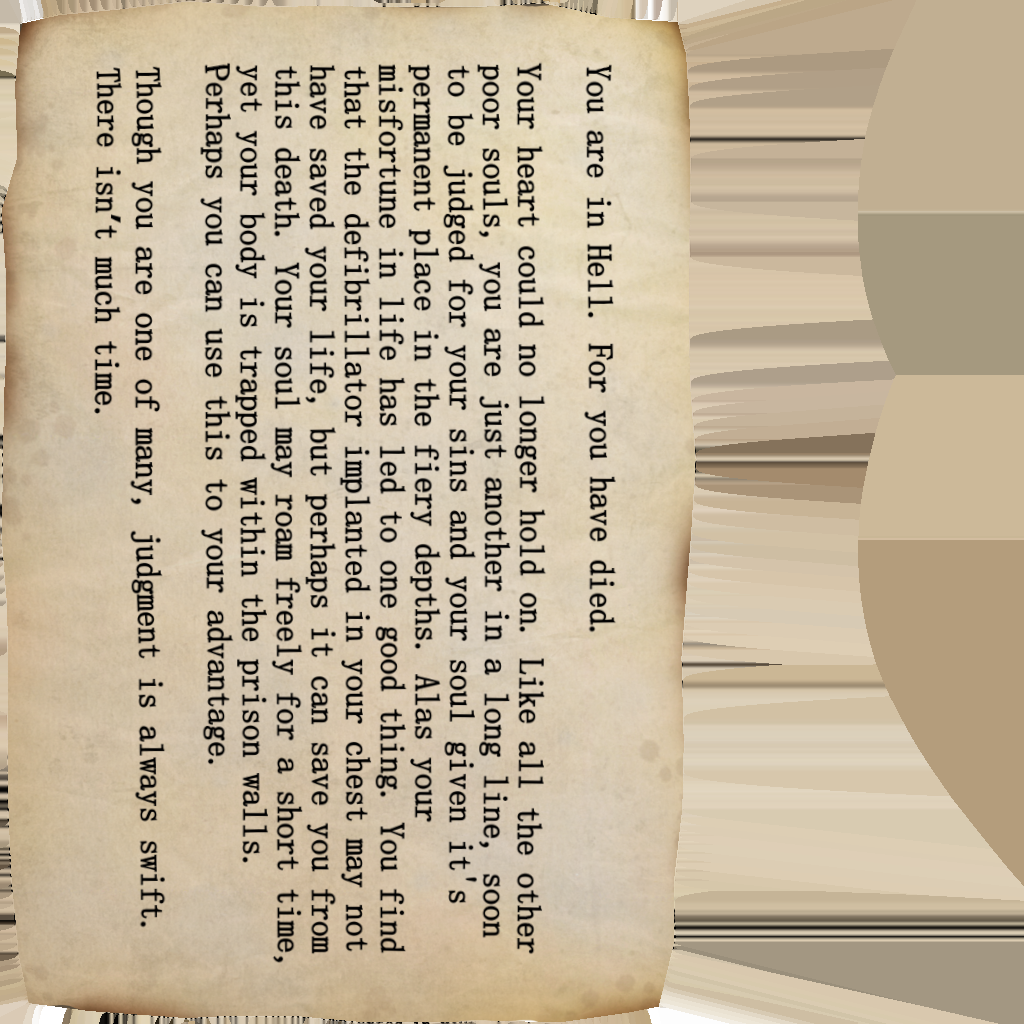 You are in Hell. For you have died.
Your heart could no longer hold on. Like all the other
poor souls, you are just another in a long line, soon
to be judged for your sins and your soul given it's
permanent place in the fiery depths. Alas your
misfortune in life has led to one good thing. You find
that the defibrillator implanted in your chest may not
have saved your life, but perhaps it can save you from
this death. Your soul may roam freely for a short time,
yet your body is trapped within the prison walls.
Perhaps you can use this to your advantage.
Though you are one of many, judgment is always swift.
There isn't much time.